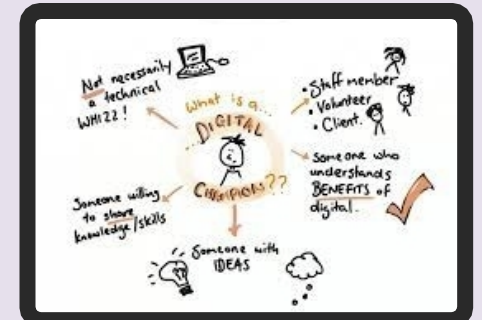 What is a...
...DIGITAL
CHAMPION??
Not necessarily
a technical
WHIZZ!
• Staff member
• Volunteer
• Client.
Someone who
understands
BENEFITS of
digital.
Someone with
IDEAS
Someone willing
to share
knowledge/skills